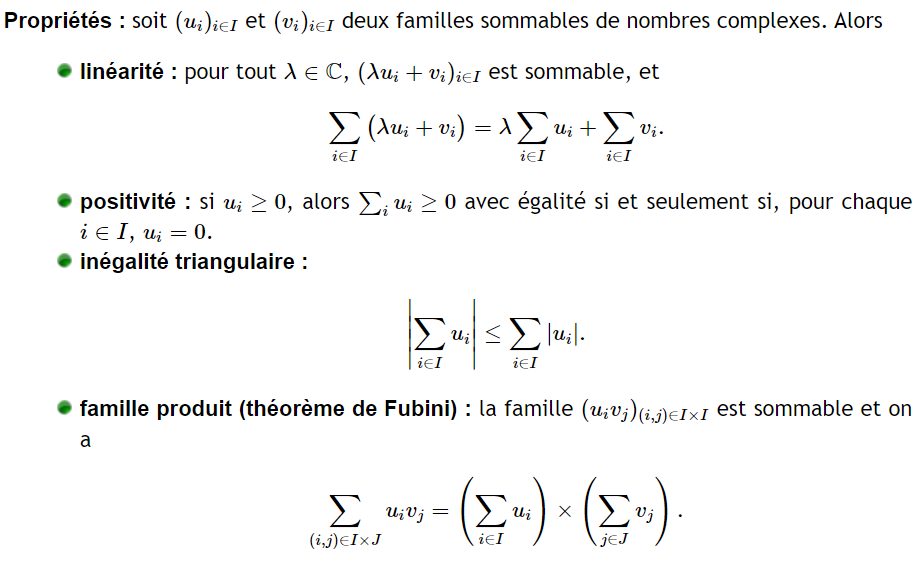 Propriétés : soit $(u_i)_{i\in I}$ et $(v_i)_{i\in I}$ deux familles sommables de nombres complexes. Alors
linéarité : pour tout $\lambda \in \mathbb{C}$, $(\lambda u_i + v_i)_{i\in I}$ est sommable, et
$\sum_{i\in I} (\lambda u_i + v_i) = \lambda \sum_{i\in I} u_i + \sum_{i\in I} v_i.$
positivité : si $u_i \geq 0$, alors $\sum_i u_i \geq 0$ avec égalité si et seulement si, pour chaque
$i \in I$, $u_i = 0$.
inégalité triangulaire :
$\left| \sum_{i\in I} u_i \right| \leq \sum_{i\in I} |u_i|.$
famille produit (théorème de Fubini) : la famille $(u_i v_j)_{(i,j)\in I\times I}$ est sommable et on
a
$\sum_{(i,j)\in I\times J} u_i v_j = \left( \sum_{i\in I} u_i \right) \times \left( \sum_{j\in J} v_j \right).$